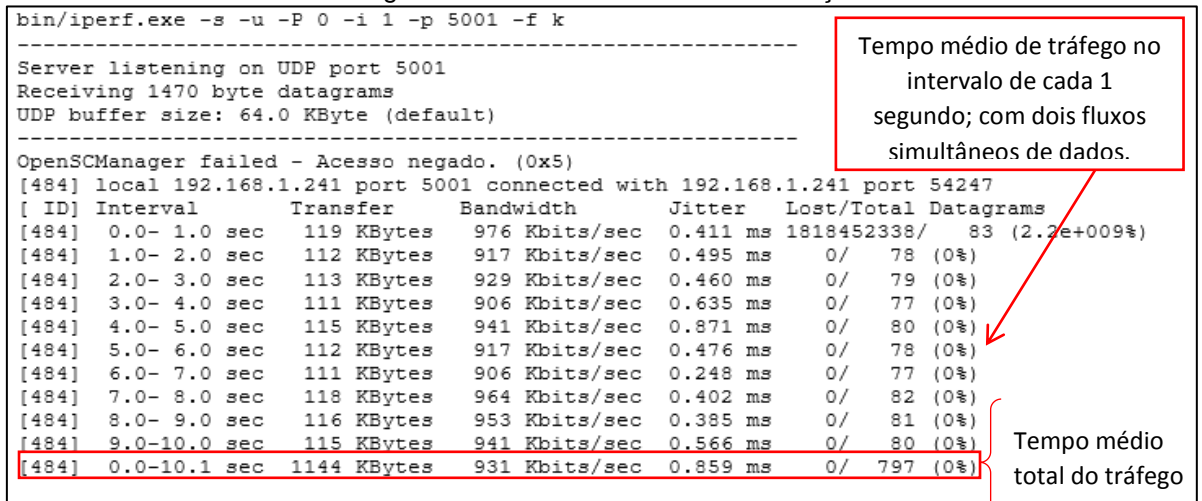 bin/iperf.exe -s -u -P 0 -i 1 -p 5001 -f k
------------------------------------------------------------
Server listening on UDP port 5001
Receiving 1470 byte datagrams
UDP buffer size: 64.0 KByte (default)
------------------------------------------------------------
OpenSCManager failed - Acesso negado. (0x5)
[484] local 192.168.1.241 port 5001 connected with 192.168.1.241 port 54247
[ ID] Interval Transfer Bandwidth Jitter Lost/Total Datagrams
[484] 0.0- 1.0 sec 119 KBytes 976 Kbits/sec 0.411 ms 1818452338/ 83 (2.2e+009%)
[484] 1.0- 2.0 sec 112 KBytes 917 Kbits/sec 0.495 ms 0/ 78 (0%)
[484] 2.0- 3.0 sec 113 KBytes 929 Kbits/sec 0.460 ms 0/ 79 (0%)
[484] 3.0- 4.0 sec 111 KBytes 906 Kbits/sec 0.635 ms 0/ 77 (0%)
[484] 4.0- 5.0 sec 115 KBytes 941 Kbits/sec 0.871 ms 0/ 80 (0%)
[484] 5.0- 6.0 sec 112 KBytes 917 Kbits/sec 0.476 ms 0/ 78 (0%)
[484] 6.0- 7.0 sec 111 KBytes 906 Kbits/sec 0.248 ms 0/ 77 (0%)
[484] 7.0- 8.0 sec 118 KBytes 964 Kbits/sec 0.402 ms 0/ 82 (0%)
[484] 8.0- 9.0 sec 116 KBytes 953 Kbits/sec 0.385 ms 0/ 81 (0%)
[484] 9.0-10.0 sec 115 KBytes 941 Kbits/sec 0.566 ms 0/ 80 (0%)
[484] 0.0-10.1 sec 1144 KBytes 931 Kbits/sec 0.859 ms 0/ 797 (0%)
Tempo médio de tráfego no
intervalo de cada 1
segundo; com dois fluxos
simultâneos de dados.
Tempo médio
total do tráfego